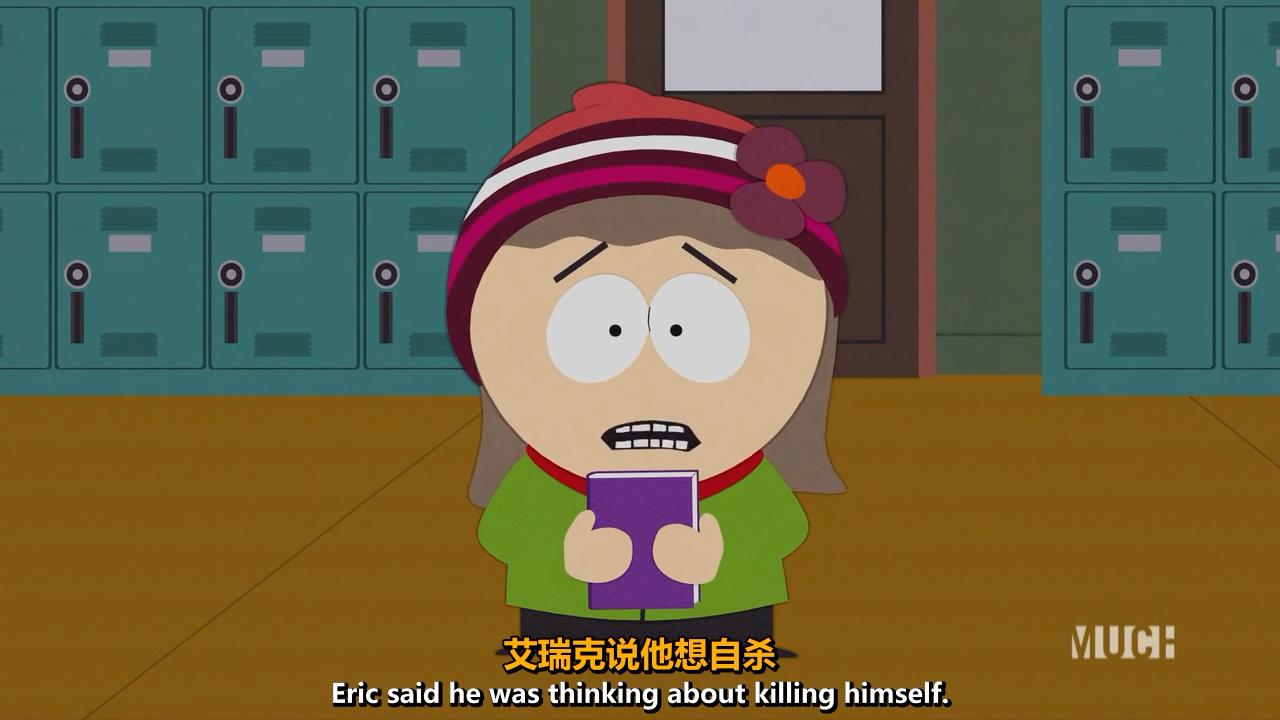 MUCH
艾瑞克说他想自杀
Eric said he was thinking about killing himself.